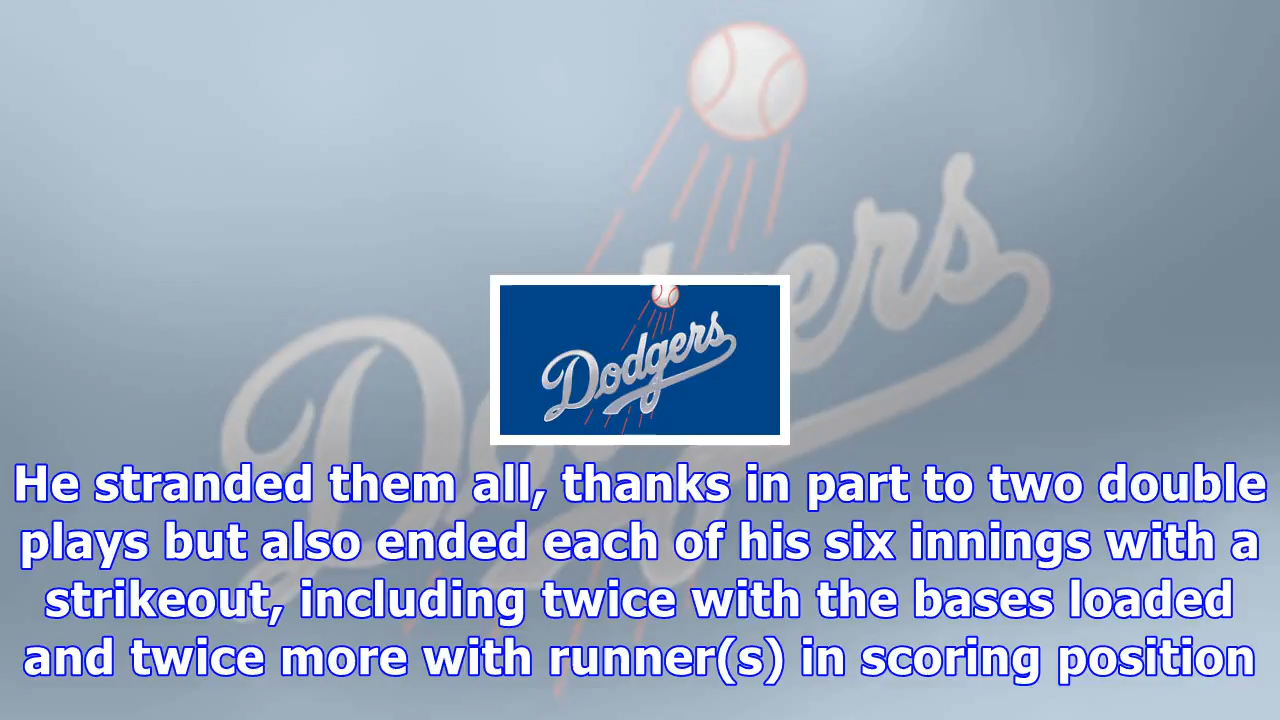 Dodgers
Dodgers
He stranded them all, thanks in part to two double
plays but also ended each of his six innings with a
strikeout, including twice with the bases loaded
and twice more with runner(s) in scoring position